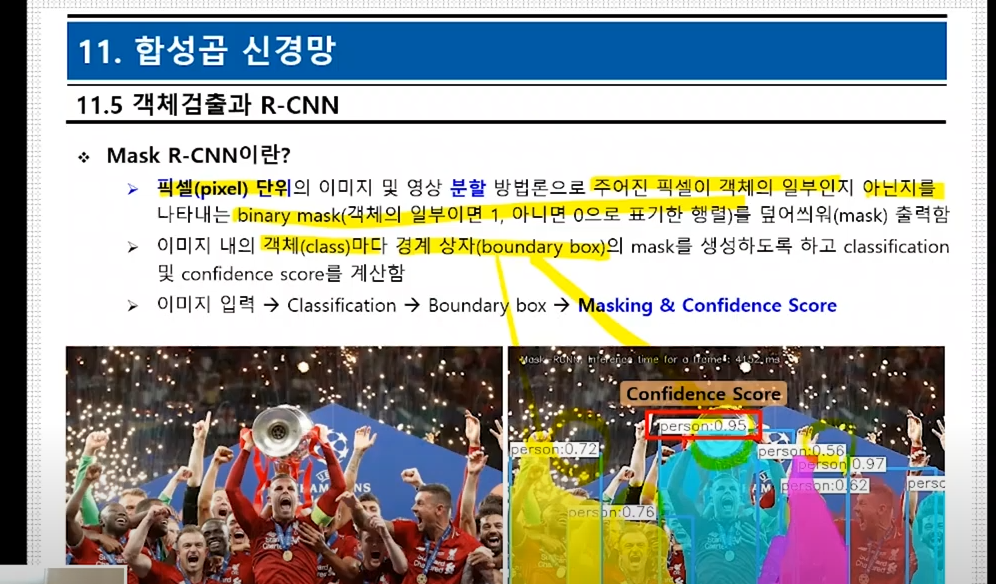 11. 합성곱 신경망
11.5 객체검출과 R-CNN
❖ Mask R-CNN이란?
➢ 픽셀(pixel) 단위의 이미지 및 영상 분할 방법론으로 주어진 픽셀이 객체의 일부인지 아닌지를
나타내는 binary mask(객체의 일부이면 1, 아니면 0으로 표기한 행렬)를 덮어씌워(mask) 출력함
➢ 이미지 내의 객체(class)마다 경계 상자(boundary box)의 mask를 생성하도록 하고 classification
및 confidence score를 계산함
➢ 이미지 입력 → Classification → Boundary box → Masking & Confidence Score
Mask R-CNN, Inference time for a frame : 4152 ms
Confidence Score
person:0.95
person:0.72
person:0.56
person:0.97
person:0.62
person:0.76